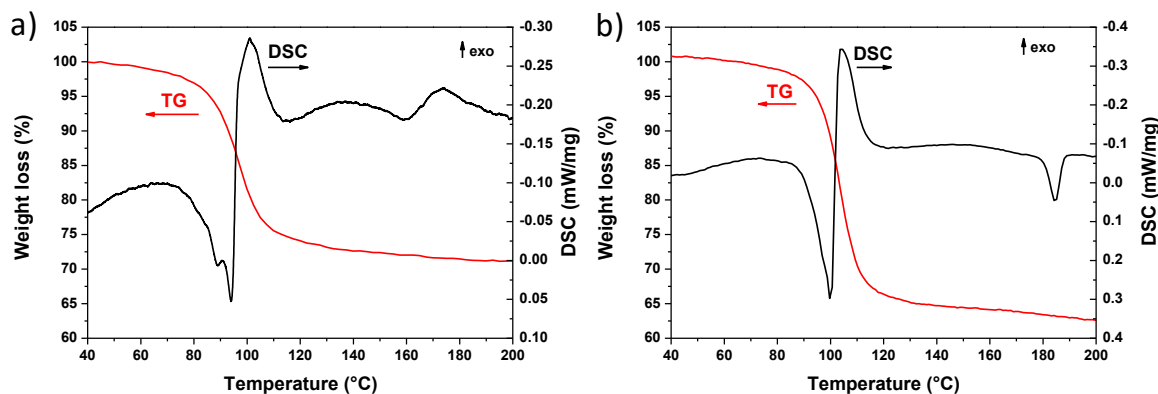 a)
105
100
95
90
85
80
75
70
65
60
Weight loss (%)
40 60 80 100 120 140 160 180 200
Temperature (°C)
-0.30
-0.25
-0.20
-0.15
-0.10
-0.05
0.00
0.05
0.10
DSC (mW/mg)
TG
DSC
exo
b)
105
100
95
90
85
80
75
70
65
60
Weight loss (%)
40 60 80 100 120 140 160 180 200
Temperature (°C)
-0.4
-0.3
-0.2
-0.1
0.0
0.1
0.2
0.3
0.4
DSC (mW/mg)
TG
DSC
exo